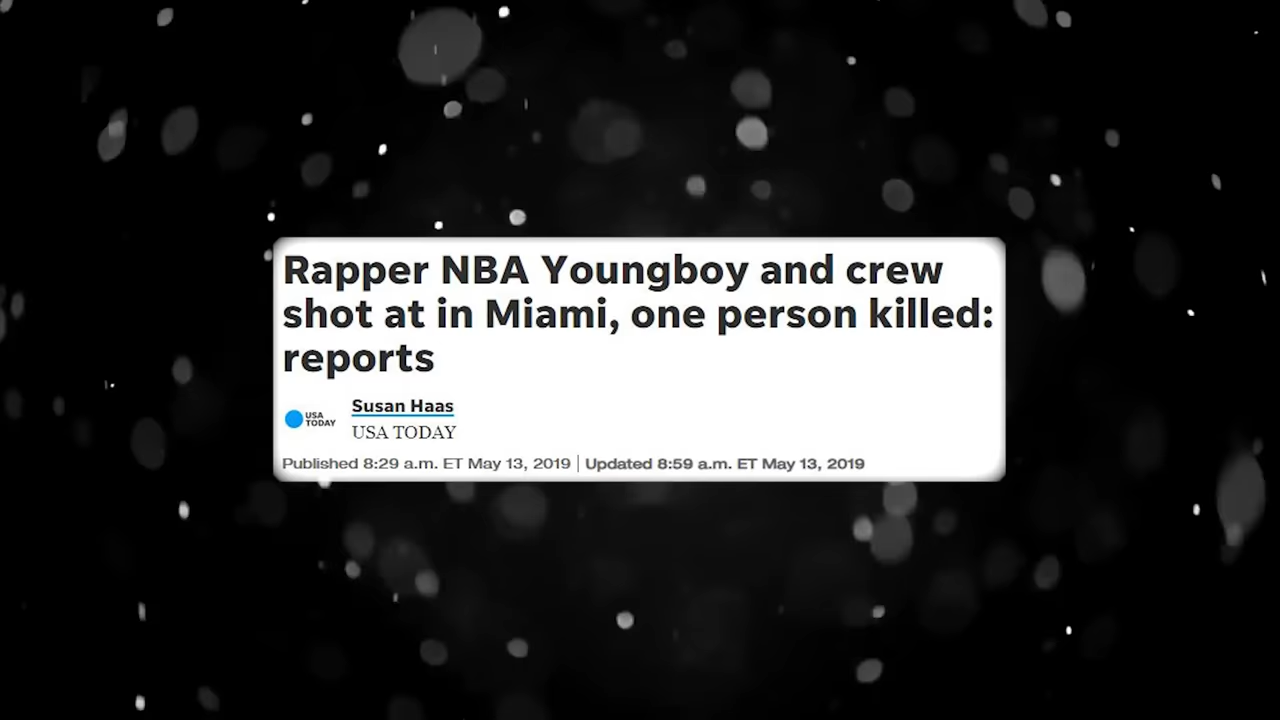 Rapper NBA Youngboy and crew
shot at in Miami, one person killed:
reports
USA
TODAY
Susan Haas
USA TODAY
Published 8:29 a.m. ET May 13, 2019 | Updated 8:59 a.m. ET May 13, 2019